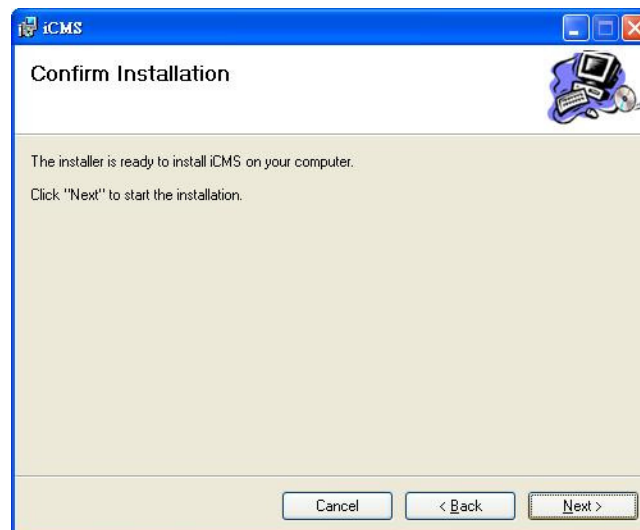 iCMS
Confirm Installation
The installer is ready to install iCMS on your computer.
Click "Next" to start the installation.
Cancel
< Back
Next >